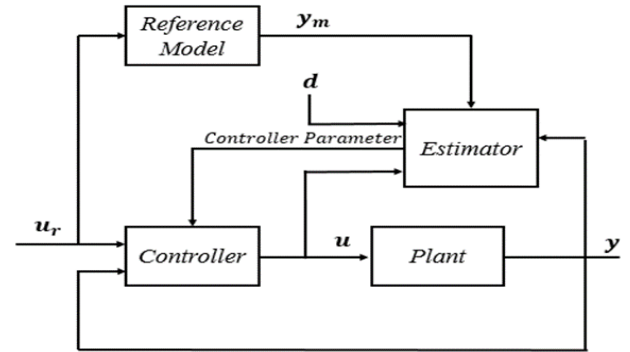 Reference
Model
y_m
d
Controller Parameter
Estimator
u_r
Controller
u
Plant
y